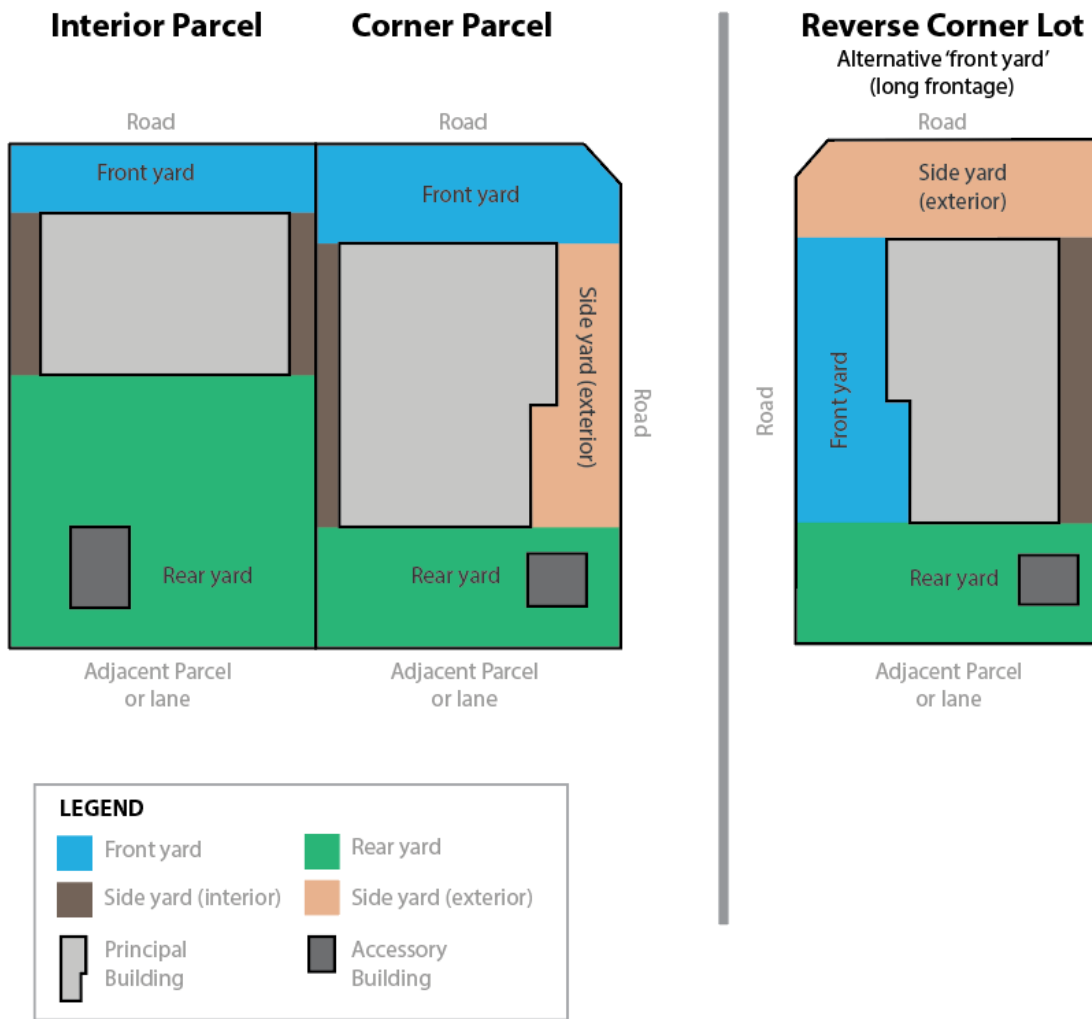 Interior Parcel
Corner Parcel
Reverse Corner Lot
Alternative ‘front yard’
(long frontage)
Road
Road
Road
Front yard
Front yard
Side yard
(exterior)
Side yard (exterior)
Road
Road
Front yard
Rear yard
Rear yard
Rear yard
Adjacent Parcel
or lane
Adjacent Parcel
or lane
Adjacent Parcel
or lane
LEGEND
Front yard
Rear yard
Side yard (interior)
Side yard (exterior)
Principal
Building
Accessory
Building